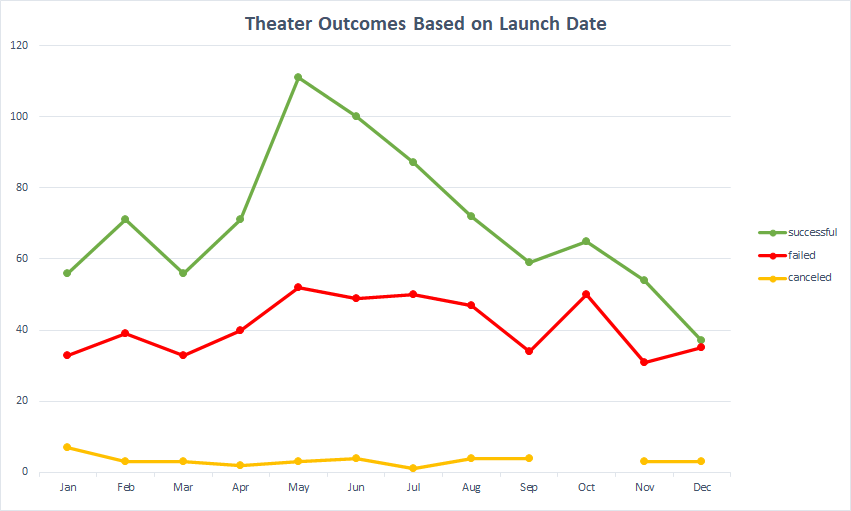 Theater Outcomes Based on Launch Date
120
100
80
60
40
20
0
Jan Feb Mar Apr May Jun Jul Aug Sep Oct Nov Dec
successful
failed
canceled